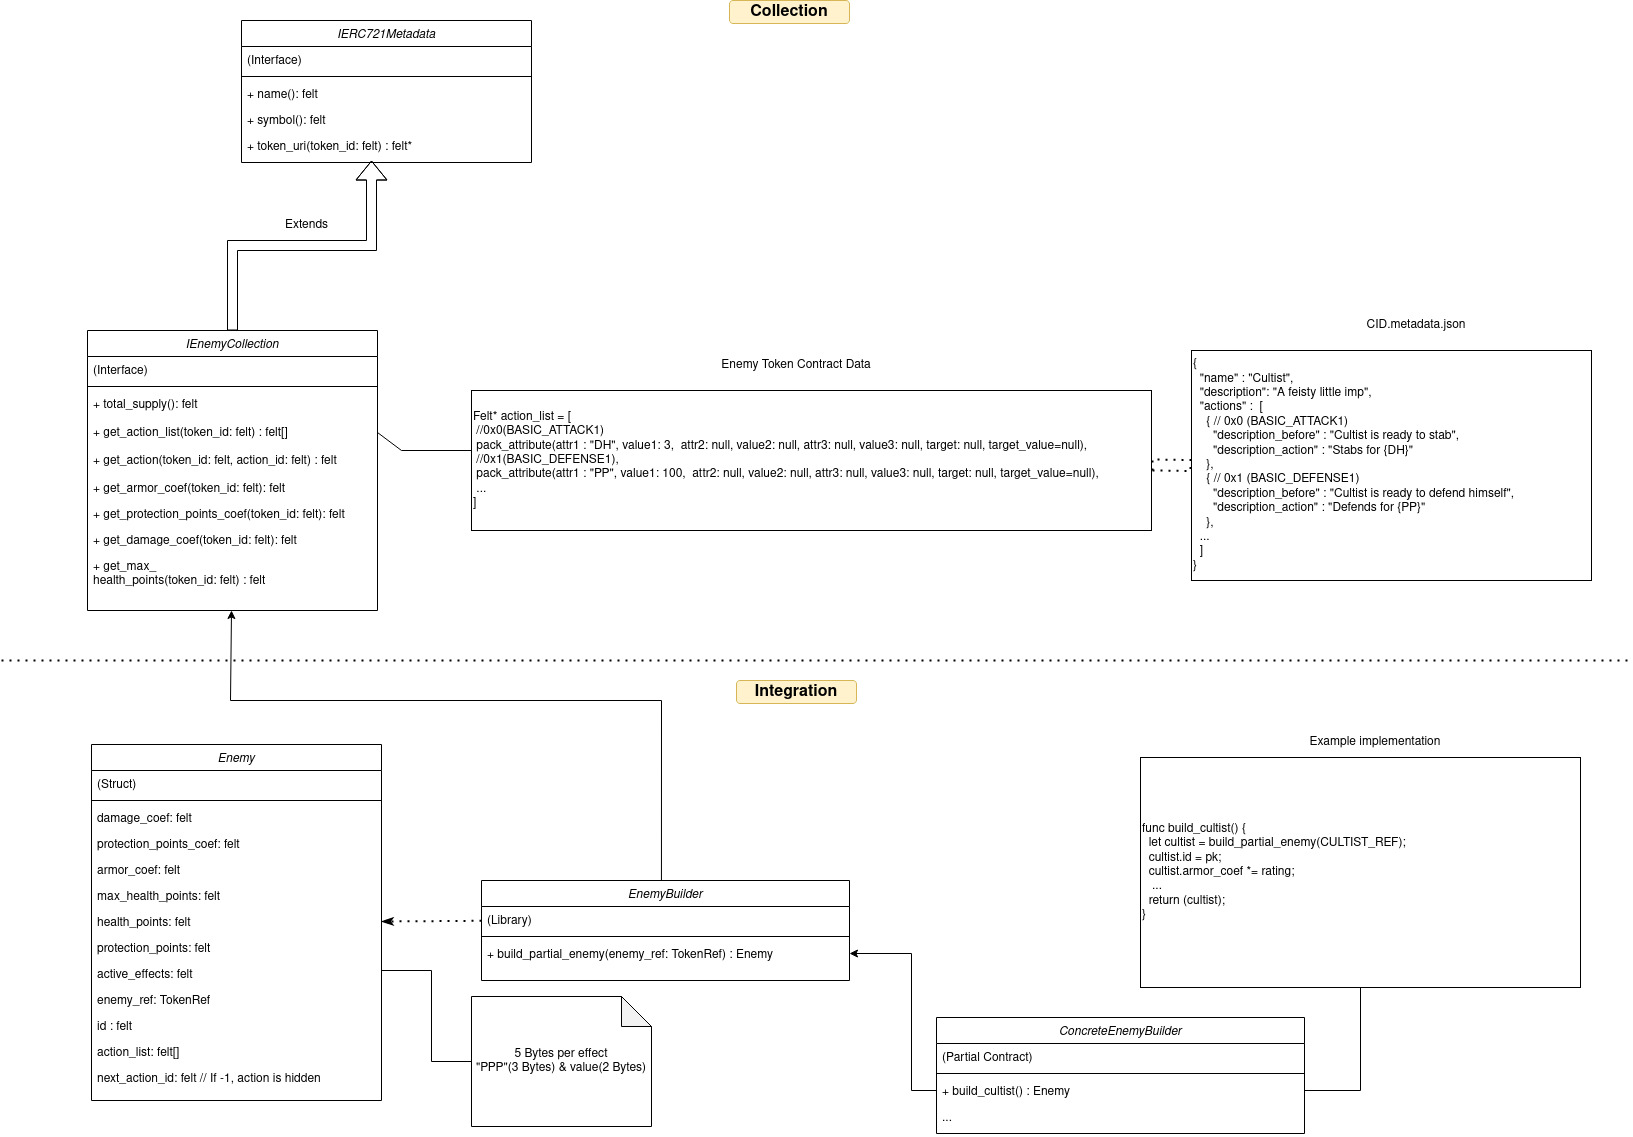 Collection
IERC721Metadata
(Interface)
+ name(): felt
+ symbol(): felt
+ token_uri(token_id: felt) : felt*
Extends
IEnemyCollection
(Interface)
+ total_supply(): felt
+ get_action_list(token_id: felt) : felt[]
+ get_action(token_id: felt, action_id: felt) : felt
+ get_armor_coef(token_id: felt): felt
+ get_protection_points_coef(token_id: felt): felt
+ get_damage_coef(token_id: felt): felt
+ get_max_
health_points(token_id: felt) : felt
Enemy Token Contract Data
Felt* action_list = [
//0x0(BASIC_ATTACK1)
pack_attribute(attr1 : "DH", value1: 3,  attr2: null, value2: null, attr3: null, value3: null, target: null, target_value=null),
//0x1(BASIC_DEFENSE1),
pack_attribute(attr1 : "PP", value1: 100,  attr2: null, value2: null, attr3: null, value3: null, target: null, target_value=null),
...
]
CID.metadata.json
{
"name" : "Cultist",
"description": "A feisty little imp",
"actions" :  [
{ // 0x0 (BASIC_ATTACK1)
"description_before" : "Cultist is ready to stab",
"description_action" : "Stabs for {DH}"
},
{ // 0x1 (BASIC_DEFENSE1)
"description_before" : "Cultist is ready to defend himself",
"description_action" : "Defends for {PP}"
},
...
]
}
Integration
Enemy
(Struct)
damage_coef: felt
protection_points_coef: felt
armor_coef: felt
max_health_points: felt
health_points: felt
protection_points: felt
active_effects: felt
enemy_ref: TokenRef
id : felt
action_list: felt[]
next_action_id: felt // If -1, action is hidden
EnemyBuilder
(Library)
+ build_partial_enemy(enemy_ref: TokenRef) : Enemy
5 Bytes per effect
"PPP"(3 Bytes) & value(2 Bytes)
Example implementation
func build_cultist() {
let cultist = build_partial_enemy(CULTIST_REF);
cultist.id = pk;
cultist.armor_coef *= rating;
...
return (cultist);
}
ConcreteEnemyBuilder
(Partial Contract)
+ build_cultist() : Enemy
...